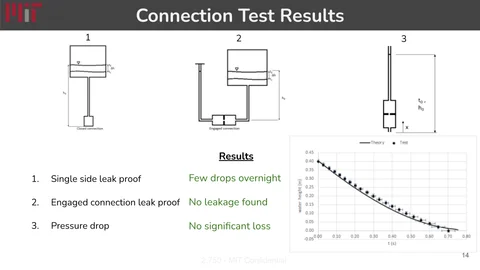 MIT
Connection Test Results
1
2
3
Closed connection
Engaged connection
x
Results
1. Single side leak proof
Few drops overnight
2. Engaged connection leak proof
No leakage found
3. Pressure drop
No significant loss
Theory
Test
water height (m)
0.45
0.40
0.35
0.30
0.25
0.20
0.15
0.10
0.05
0.00
-0.05
0.00 0.10 0.20 0.30 0.40 0.50 0.60 0.70 0.80
t (s)
2.750 - MIT Confidential
14